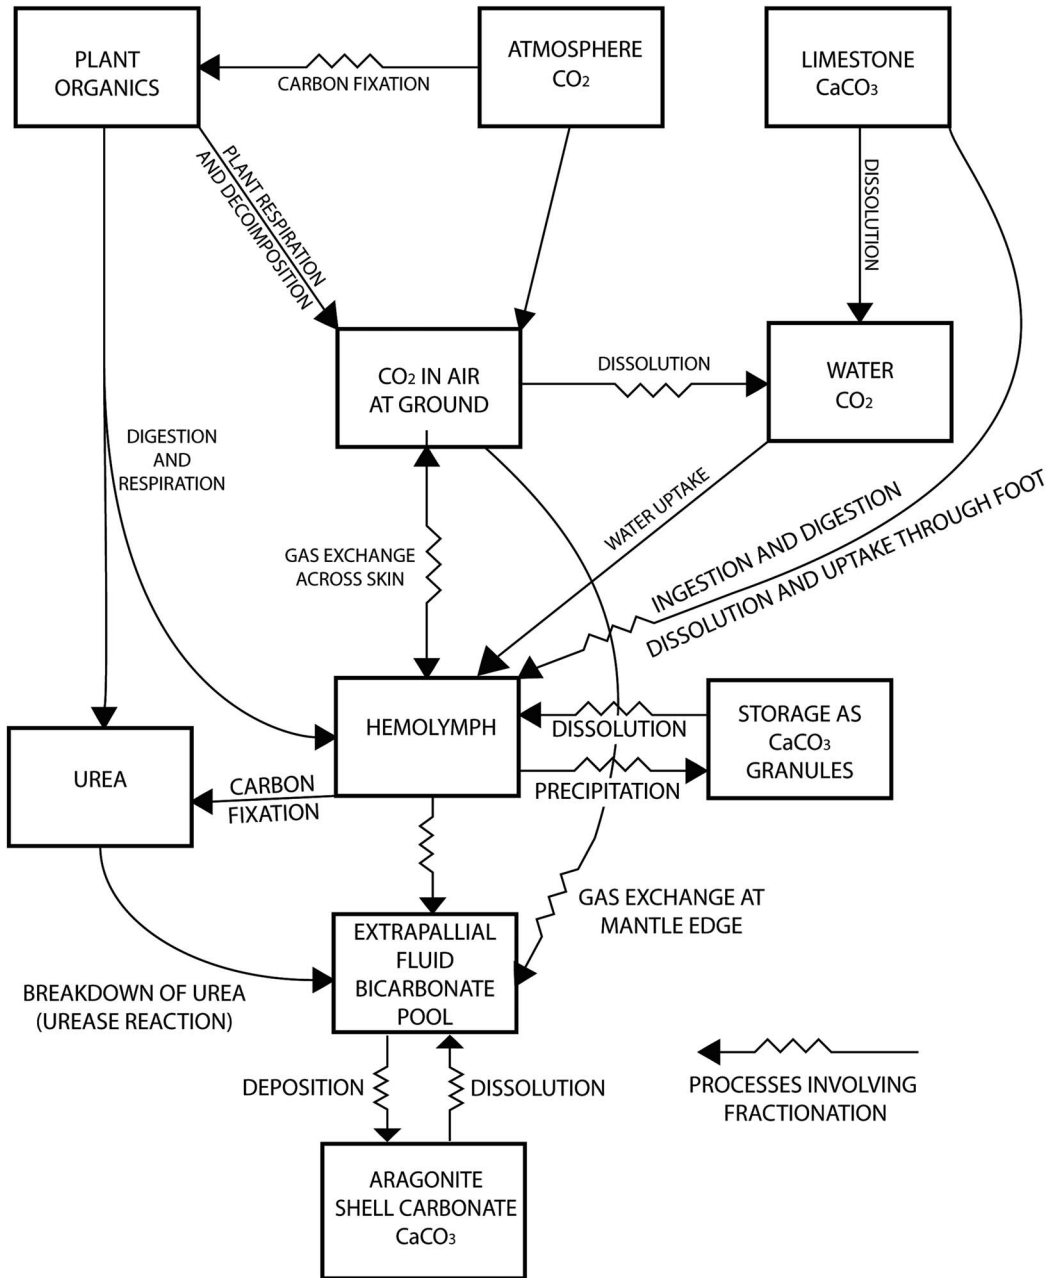 PLANT
ORGANICS
CARBON FIXATION
ATMOSPHERE
CO2
LIMESTONE
CaCO3
PLANT RESPIRATION
AND DECOIMPOSITION
DISSOLUTION
CO2 IN AIR
AT GROUND
DISSOLUTION
WATER
CO2
DIGESTION
AND
RESPIRATION
GAS EXCHANGE
ACROSS SKIN
WATER UPTAKE
INGESTION AND DIGESTION
DISSOLUTION AND UPTAKE THROUGH FOOT
HEMOLYMPH
DISSOLUTION
PRECIPITATION
STORAGE AS
CaCO3
GRANULES
UREA
CARBON
FIXATION
GAS EXCHANGE AT
MANTLE EDGE
EXTRAPALLIAL
FLUID
BICARBONATE
POOL
BREAKDOWN OF UREA
(UREASE REACTION)
DEPOSITION
DISSOLUTION
PROCESSES INVOLVING
FRACTIONATION
ARAGONITE
SHELL CARBONATE
CaCO3